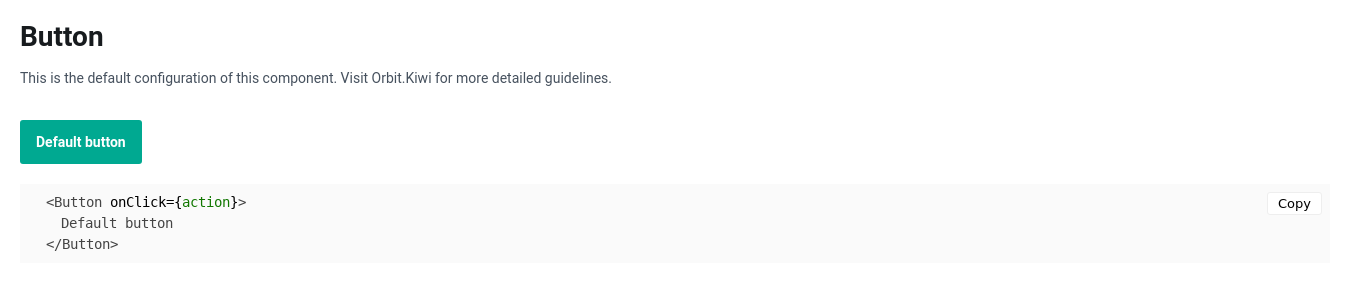 Button
This is the default configuration of this component. Visit Orbit.Kiwi for more detailed guidelines.
Default button
<Button onClick={action}>
Copy
Default button
</Button>